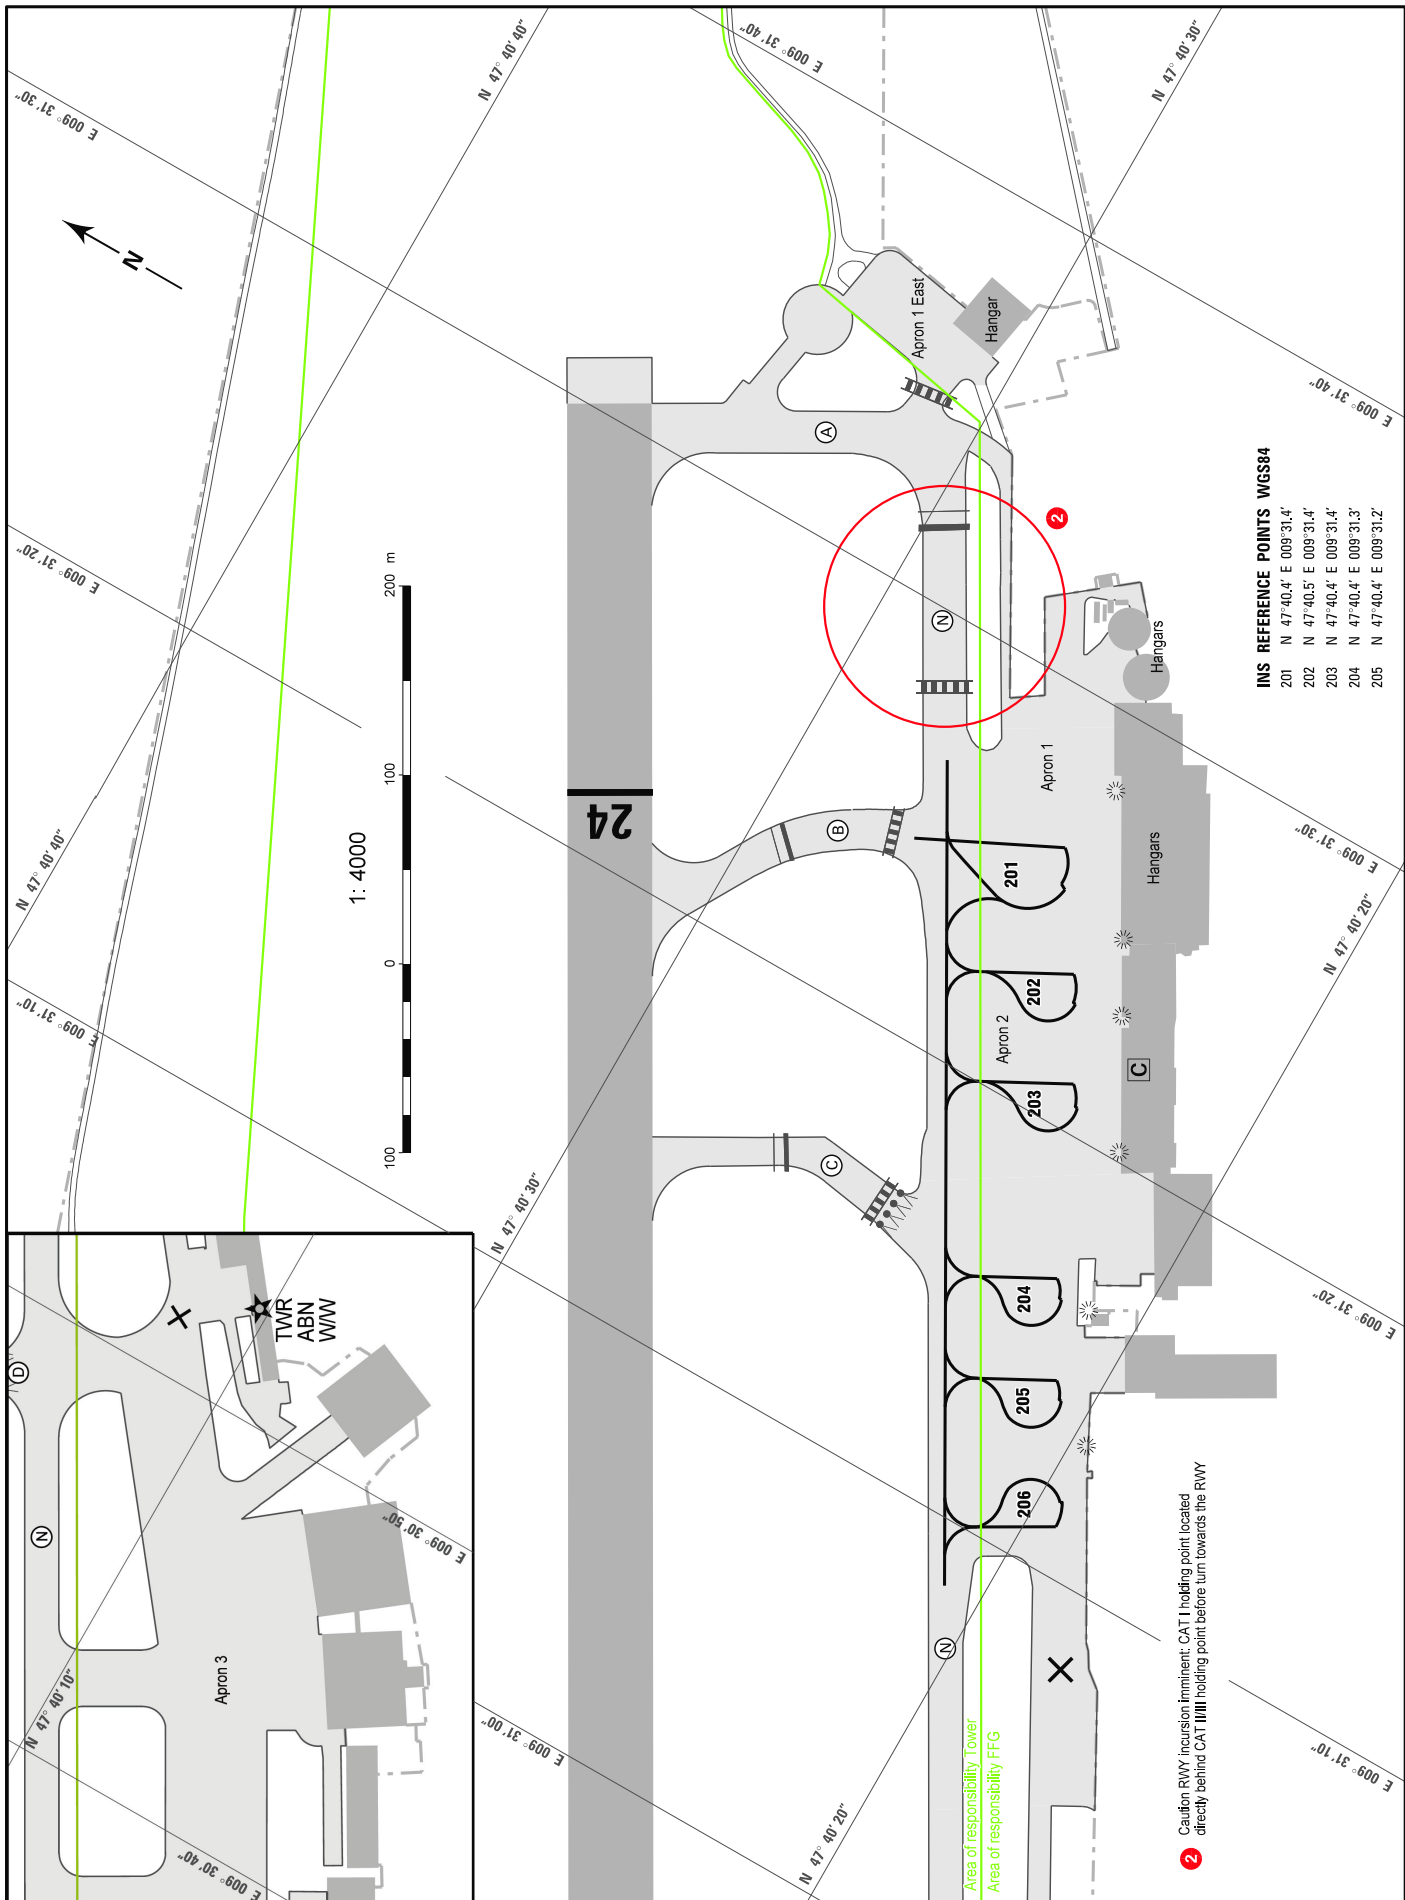 E 009° 31' 30"
N 47° 40' 40"
E 009° 31' 40"
N 47° 40' 30"
N
Apron 1 East
Hangar
E 009° 31' 40"
A
E 009° 31' 20"
200 m
100
0
100
1: 4000
2
N
Hangars
INS REFERENCE POINTS WGS84
201 N 47°40.4' E 009°31.4'
202 N 47°40.5' E 009°31.4'
203 N 47°40.4' E 009°31.4'
204 N 47°40.4' E 009°31.3'
205 N 47°40.4' E 009°31.2'
24
B
Apron 1
201
Hangars
E 009° 31' 30"
N 47° 40' 40"
E 009° 31' 10"
202
Apron 2
203
C
N 47° 40' 20"
C
N 47° 40' 30"
204
205
206
E 009° 31' 20"
D
TWR
ABN
W/W
N
E 009° 30' 50"
Apron 3
N 47° 40' 10"
E 009° 30' 40"
E 009° 31' 00"
N
N 47° 40' 20"
Area of responsibility Tower
Area of responsibility FFG
E 009° 31' 10"
2 Caution RWY incursion imminent: CAT I holding point located
directly behind CAT II/III holding point before turn towards the RWY